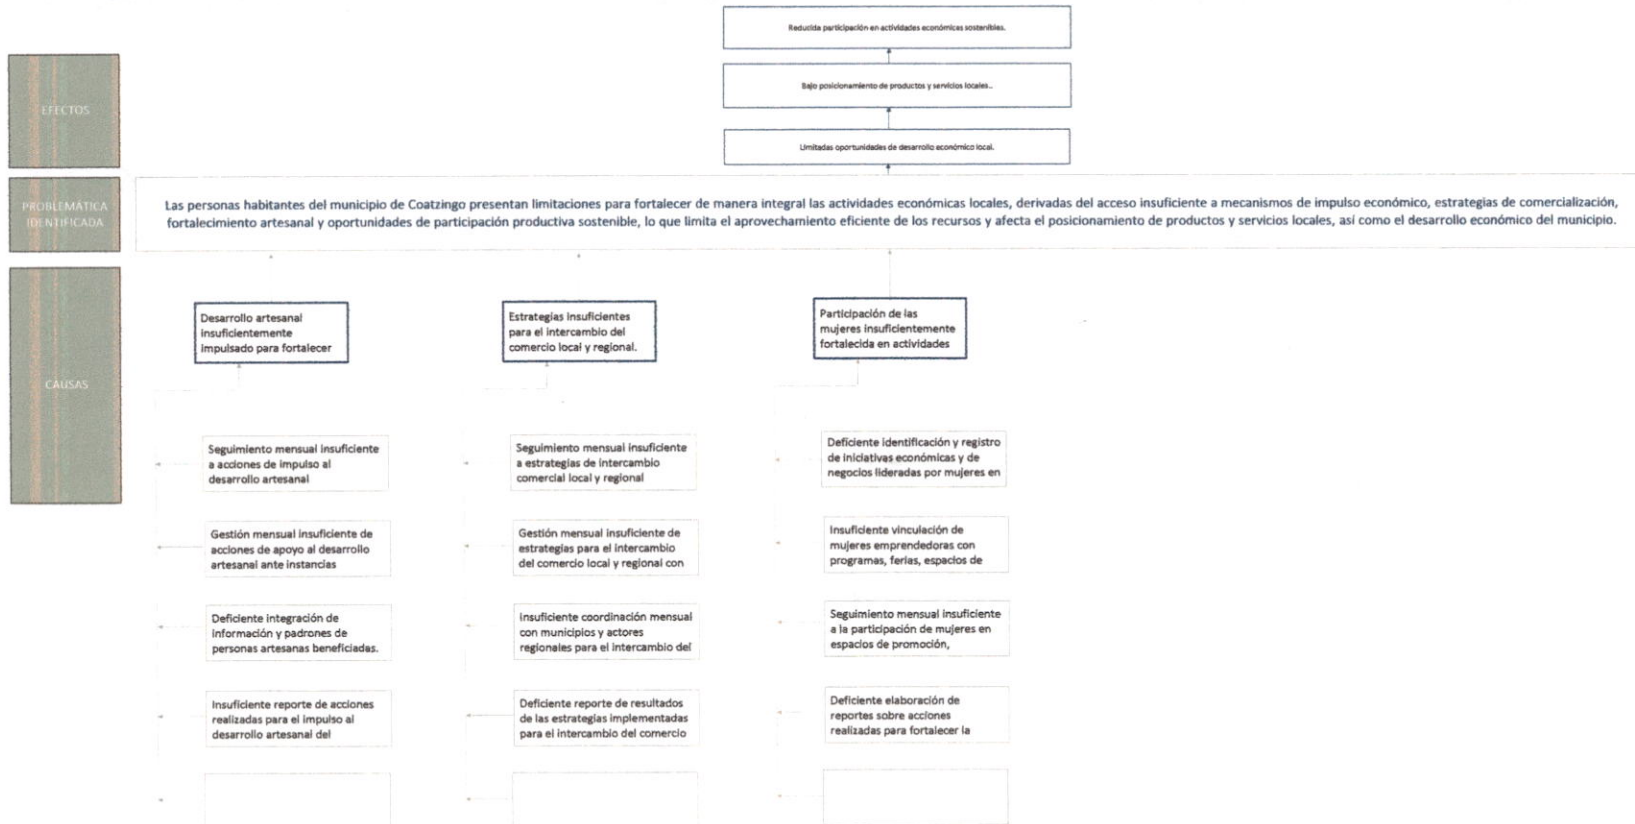 Reducida participación en actividades económicas sostenibles.
EFECTOS
Bajo posicionamiento de productos y servicios locales..
Limitadas oportunidades de desarrollo económico local.
PROBLEMÁTICA
IDENTIFICADA
Las personas habitantes del municipio de Coatzingo presentan limitaciones para fortalecer de manera integral las actividades económicas locales, derivadas del acceso insuficiente a mecanismos de impulso económico, estrategias de comercialización,
fortalecimiento artesanal y oportunidades de participación productiva sostenible, lo que limita el aprovechamiento eficiente de los recursos y afecta el posicionamiento de productos y servicios locales, así como el desarrollo económico del municipio.
CAUSAS
Desarrollo artesanal
insuficientemente
impulsado para fortalecer
Seguimiento mensual insuficiente
a acciones de impulso al
desarrollo artesanal
Gestión mensual insuficiente de
acciones de apoyo al desarrollo
artesanal ante instancias
Deficiente integración de
información y padrones de
personas artesanas beneficiadas.
Insuficiente reporte de acciones
realizadas para el impulso al
desarrollo artesanal del
Estrategias insuficientes
para el intercambio del
comercio local y regional.
Seguimiento mensual insuficiente
a estrategias de intercambio
comercial local y regional
Gestión mensual insuficiente de
estrategias para el intercambio
del comercio local y regional con
Insuficiente coordinación mensual
con municipios y actores
regionales para el intercambio del
Deficiente reporte de resultados
de las estrategias implementadas
para el intercambio del comercio
Participación de las
mujeres insuficientemente
fortalecida en actividades
Deficiente identificación y registro
de iniciativas económicas y de
negocios lideradas por mujeres en
Insuficiente vinculación de
mujeres emprendedoras con
programas, ferias, espacios de
Seguimiento mensual insuficiente
a la participación de mujeres en
espacios de promoción,
Deficiente elaboración de
reportes sobre acciones
realizadas para fortalecer la